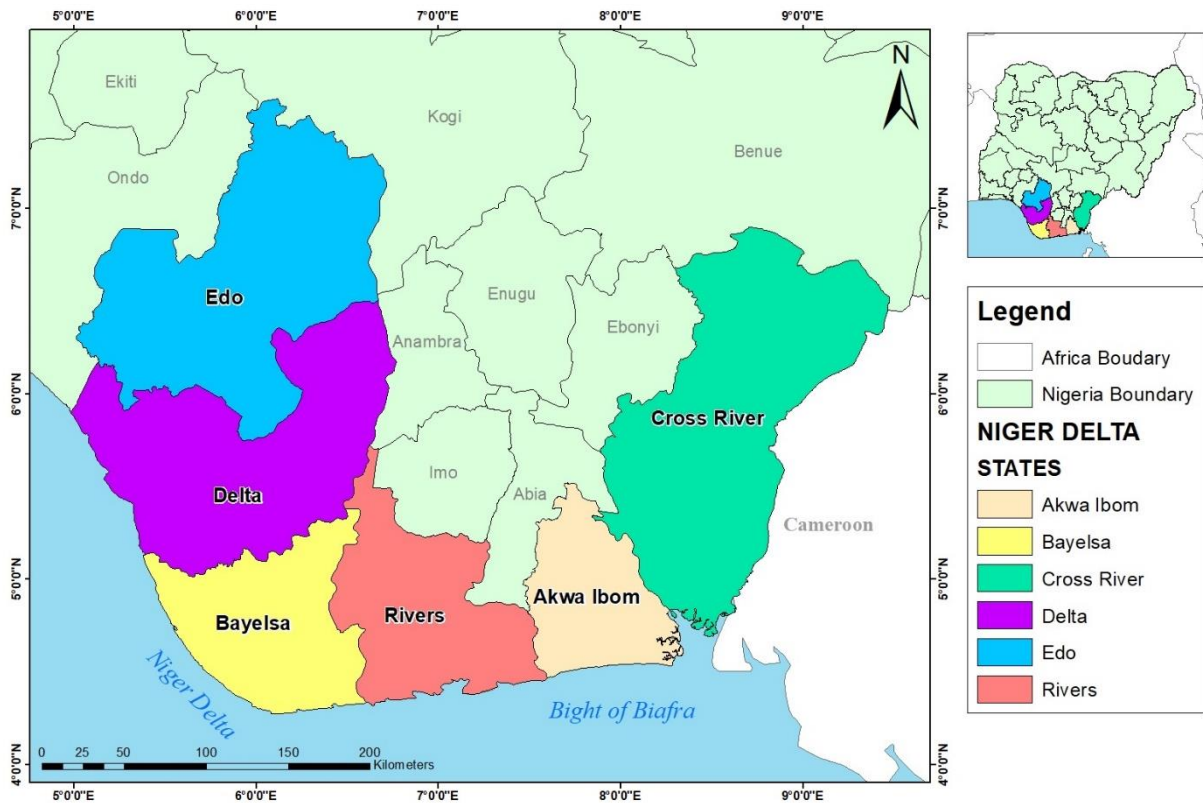 5°0'0"E 6°0'0"E 7°0'0"E 8°0'0"E 9°0'0"E
N
Ekiti
Kogi
Benue
Ondo
7°0'0"N 7°0'0"N
Edo
Enugu
Ebonyi
Anambra
6°0'0"N 6°0'0"N
Cross River
Imo
Delta
Abia
Cameroon
5°0'0"N 5°0'0"N
Akwa Ibom
Rivers
Bayelsa
Niger Delta
Bight of Biafra
0 25 50 100 150 200
Kilometers
4°0'0"N 4°0'0"N
5°0'0"E 6°0'0"E 7°0'0"E 8°0'0"E 9°0'0"E
Legend
Africa Boudary
Nigeria Boundary
NIGER DELTA
STATES
Akwa Ibom
Bayelsa
Cross River
Delta
Edo
Rivers